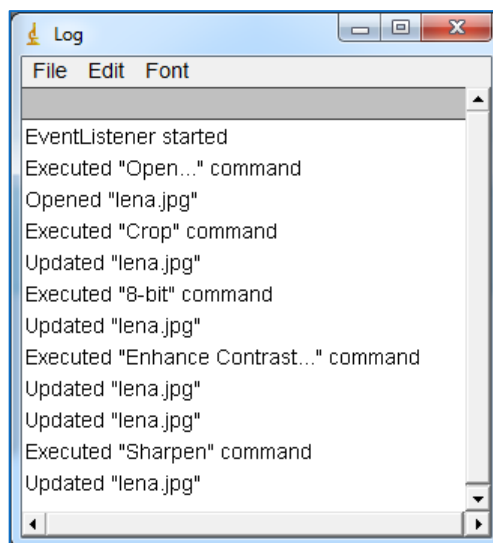 Log
File Edit Font
EventListener started
Executed "Open..." command
Opened "lena.jpg"
Executed "Crop" command
Updated "lena.jpg"
Executed "8-bit" command
Updated "lena.jpg"
Executed "Enhance Contrast..." command
Updated "lena.jpg"
Updated "lena.jpg"
Executed "Sharpen" command
Updated "lena.jpg"